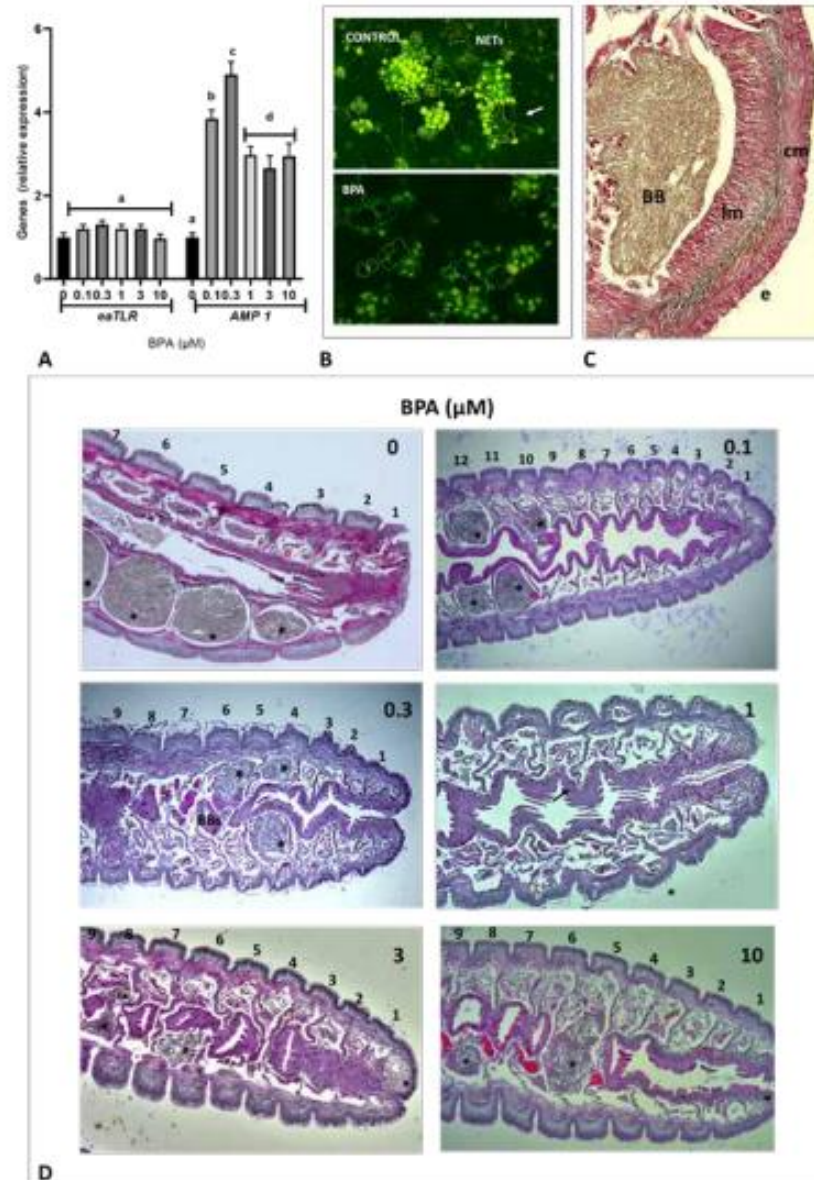 6
4
2
0
Genes (relative expression)
a
a
b
c
d
0 0.1 0.3 1 3 10 0 0.1 0.3 1 3 10
eaTLR AMP 1
BPA (μM)
A
CONTROL NETs
BPA
B
BB
lm
cm
e
C
BPA (μM)
0
7 6 5 4 3 2 1
0.1
12 11 10 9 8 7 6 5 4 3 2 1
0.3
9 8 7 6 5 4 3 2 1
BBs
1
3
9 8 7 6 5 4 3 2 1
10
9 8 7 6 5 4 3 2 1
D